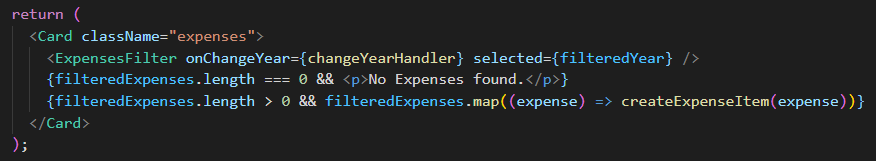 return (
<Card className="expenses">
<ExpensesFilter onChangeYear={changeYearHandler} selected={filteredYear} />
{filteredExpenses.length === 0 && <p>No Expenses found.</p>}
{filteredExpenses.length > 0 && filteredExpenses.map((expense) => createExpenseItem(expense))}
</Card>
);